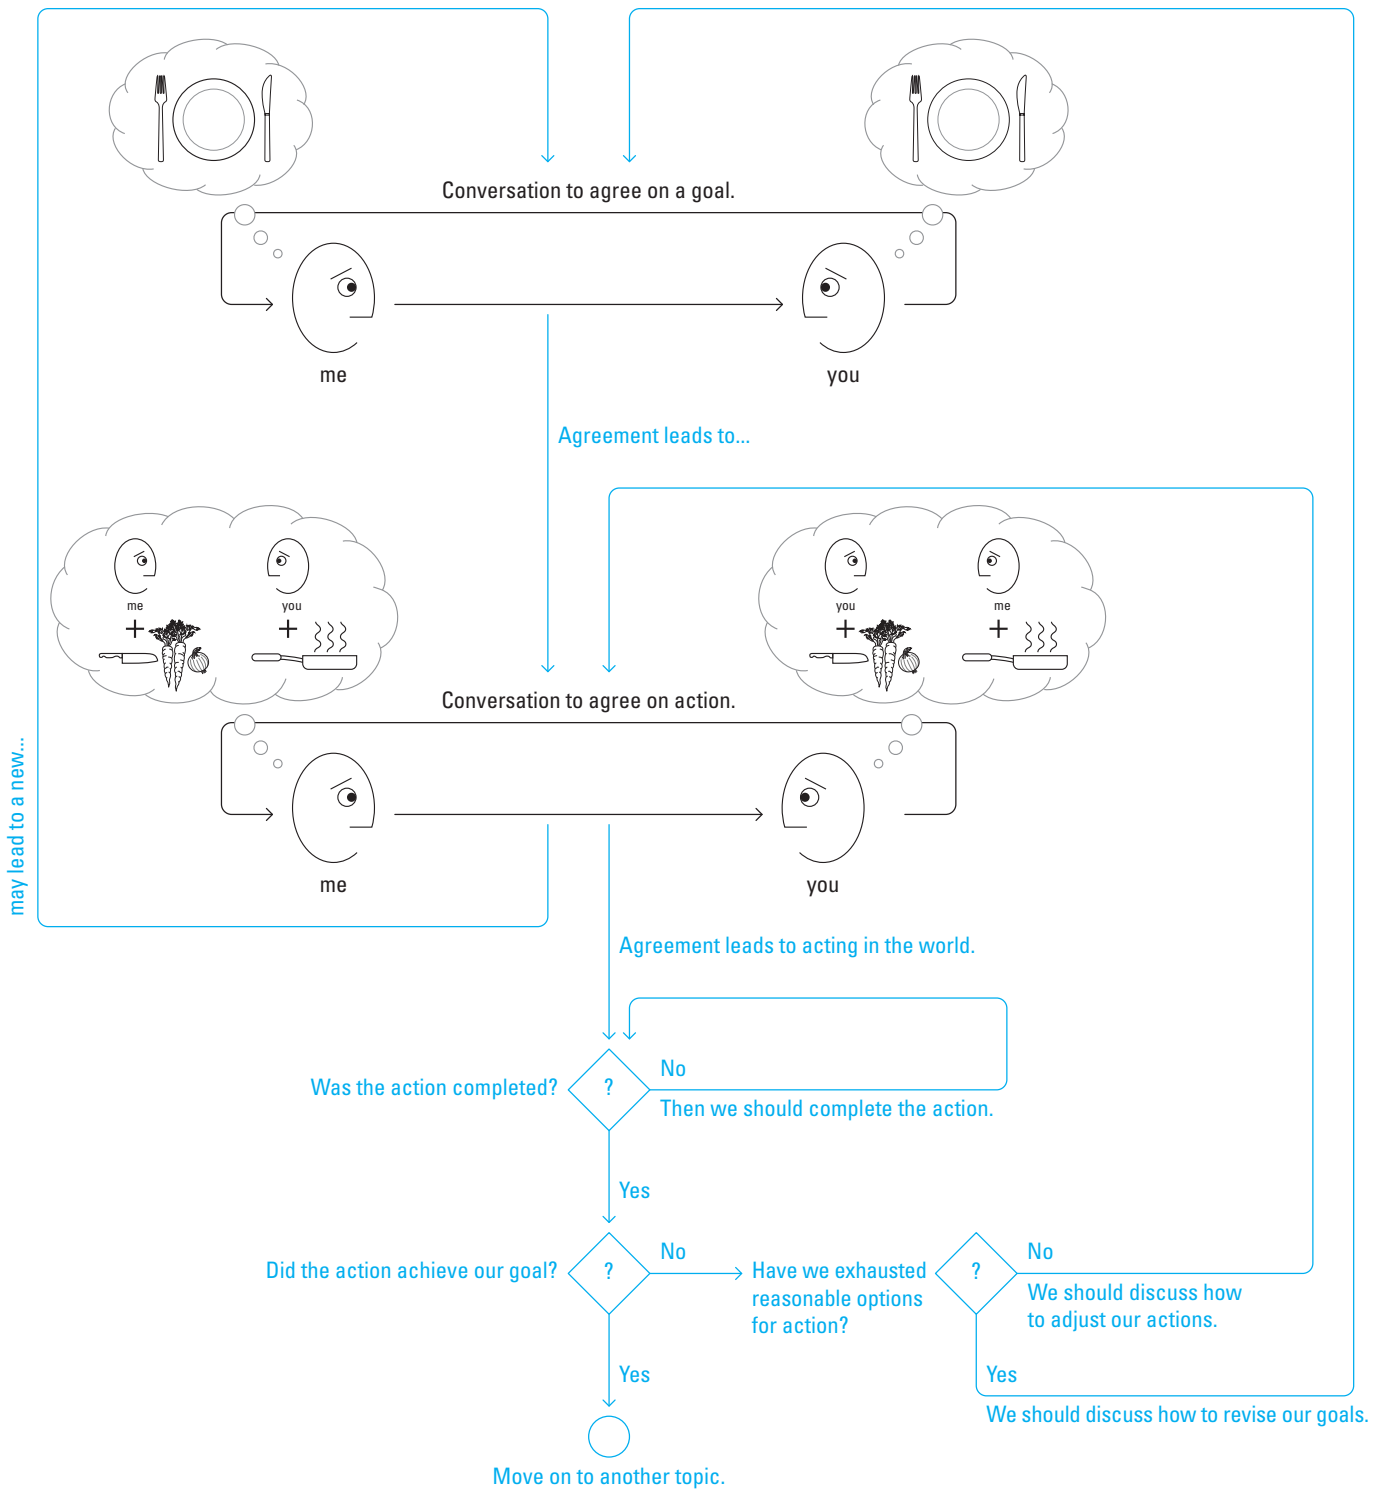 Conversation to agree on a goal.
me
you
Agreement leads to...
me
you
you
me
Conversation to agree on action.
may lead to a new...
me
you
Agreement leads to acting in the world.
No
Was the action completed?
?
Then we should complete the action.
Yes
No
Did the action achieve our goal?
?
Have we exhausted
reasonable options
for action?
?
No
We should discuss how
to adjust our actions.
Yes
Yes
We should discuss how to revise our goals.
Move on to another topic.